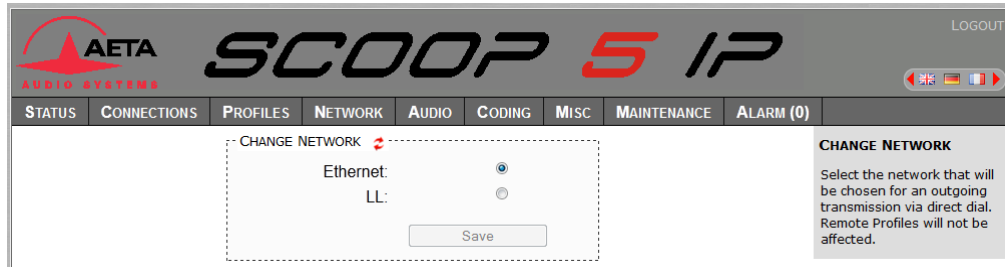 LOGOUT
AETA
AUDIO SYSTEMS
SCOOP 5 IP
STATUS CONNECTIONS PROFILES NETWORK AUDIO CODING MISC MAINTENANCE ALARM (0)
CHANGE NETWORK
Ethernet:
LL:
Save
CHANGE NETWORK
Select the network that will
be chosen for an outgoing
transmission via direct dial.
Remote Profiles will not be
affected.